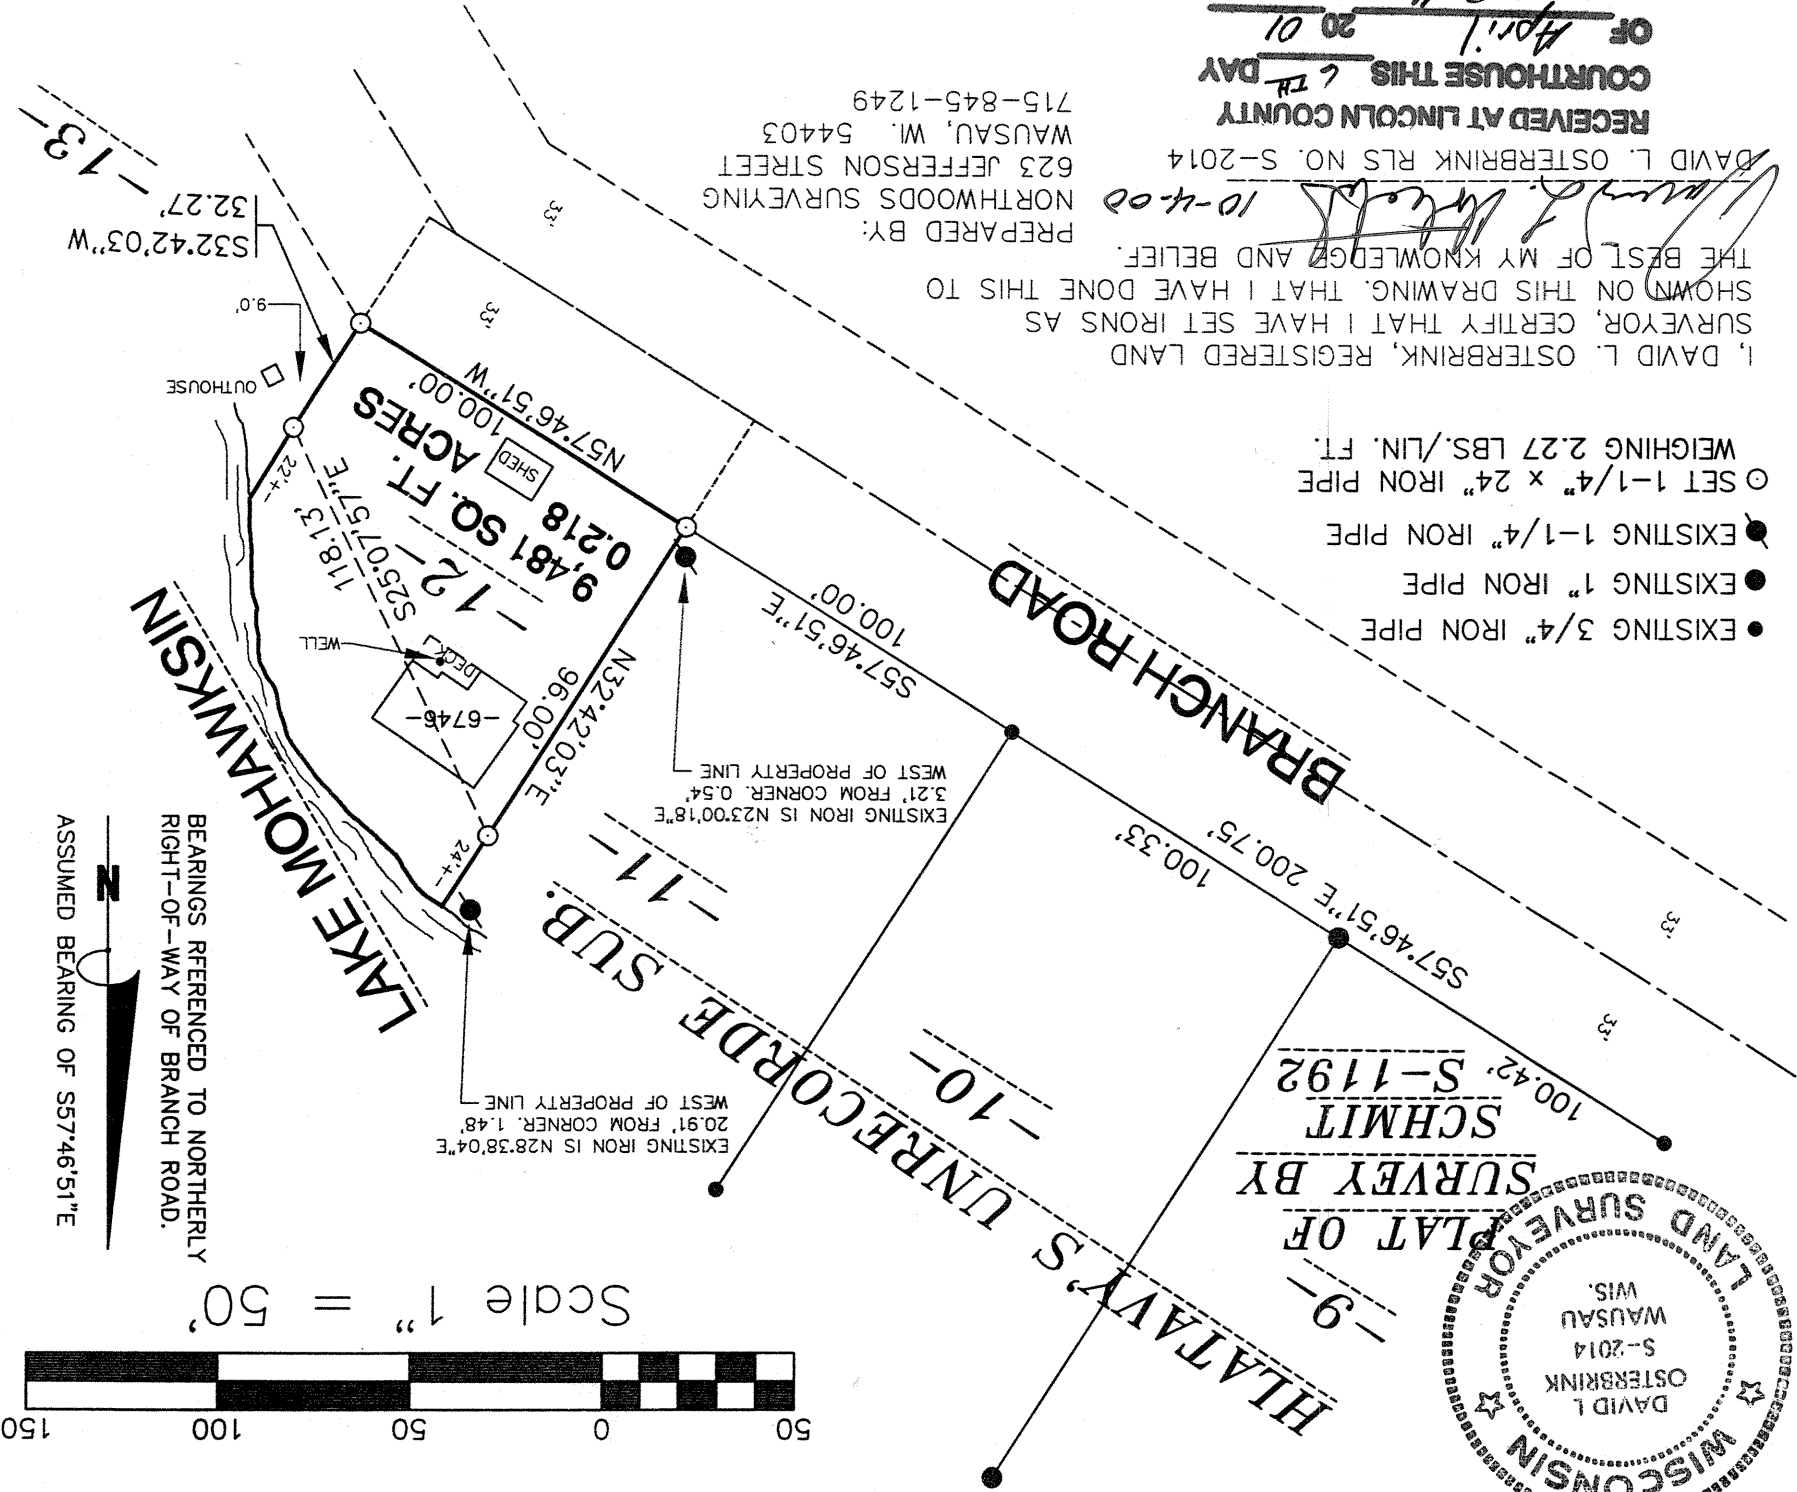 WISCONSIN
LAND SURVEYOR
DAVID L
OSTERBRINK
S-2014
WAUSAU
WIS.
50 0 50 100 150
Scale 1" = 50'
HLATAVY'S UNRECORDE SUB.
-9-
PLAT OF
SURVEY BY
SCHMIT
S-1192
-10-
-11-
-12-
-13-
100.42'
S57°46'51"E 200.75'
100.33'
S57°46'51"E
100.00'
33'
33'
33'
33'
BRANCH ROAD
EXISTING IRON IS N28°38'04"E
20.91' FROM CORNER. 1.48'
WEST OF PROPERTY LINE
EXISTING IRON IS N23°00'18"E
3.21' FROM CORNER. 0.54'
WEST OF PROPERTY LINE
LAKE MOHAWKSIN
BEARINGS RFERENCED TO NORTHERLY
RIGHT-OF-WAY OF BRANCH ROAD.
N
ASSUMED BEARING OF S57°46'51"E
24'+-
N32°42'03"E
96.00'
-6746-
DECK
WELL
S25°07'57"E
118.13'
22'+-
9,481 SQ. FT.
0.218 ACRES
SHED
N57°46'51"W
100.00'
OUTHOUSE
9.0'
S32°42'03"W
32.27'
EXISTING 3/4" IRON PIPE
EXISTING 1" IRON PIPE
EXISTING 1-1/4" IRON PIPE
SET 1-1/4" x 24" IRON PIPE
WEIGHING 2.27 LBS./LIN. FT.
I, DAVID L. OSTERBRINK, REGISTERED LAND
SURVEYOR, CERTIFY THAT I HAVE SET IRONS AS
SHOWN ON THIS DRAWING. THAT I HAVE DONE THIS TO
THE BEST OF MY KNOWLEDGE AND BELIEF.
10-4-00
DAVID L. OSTERBRINK RLS NO. S-2014
PREPARED BY:
NORTHWOODS SURVEYING
623 JEFFERSON STREET
WAUSAU, WI. 54403
715-845-1249
RECEIVED AT LINCOLN COUNTY
COURTHOUSE THIS 6TH DAY
OF April 20 01